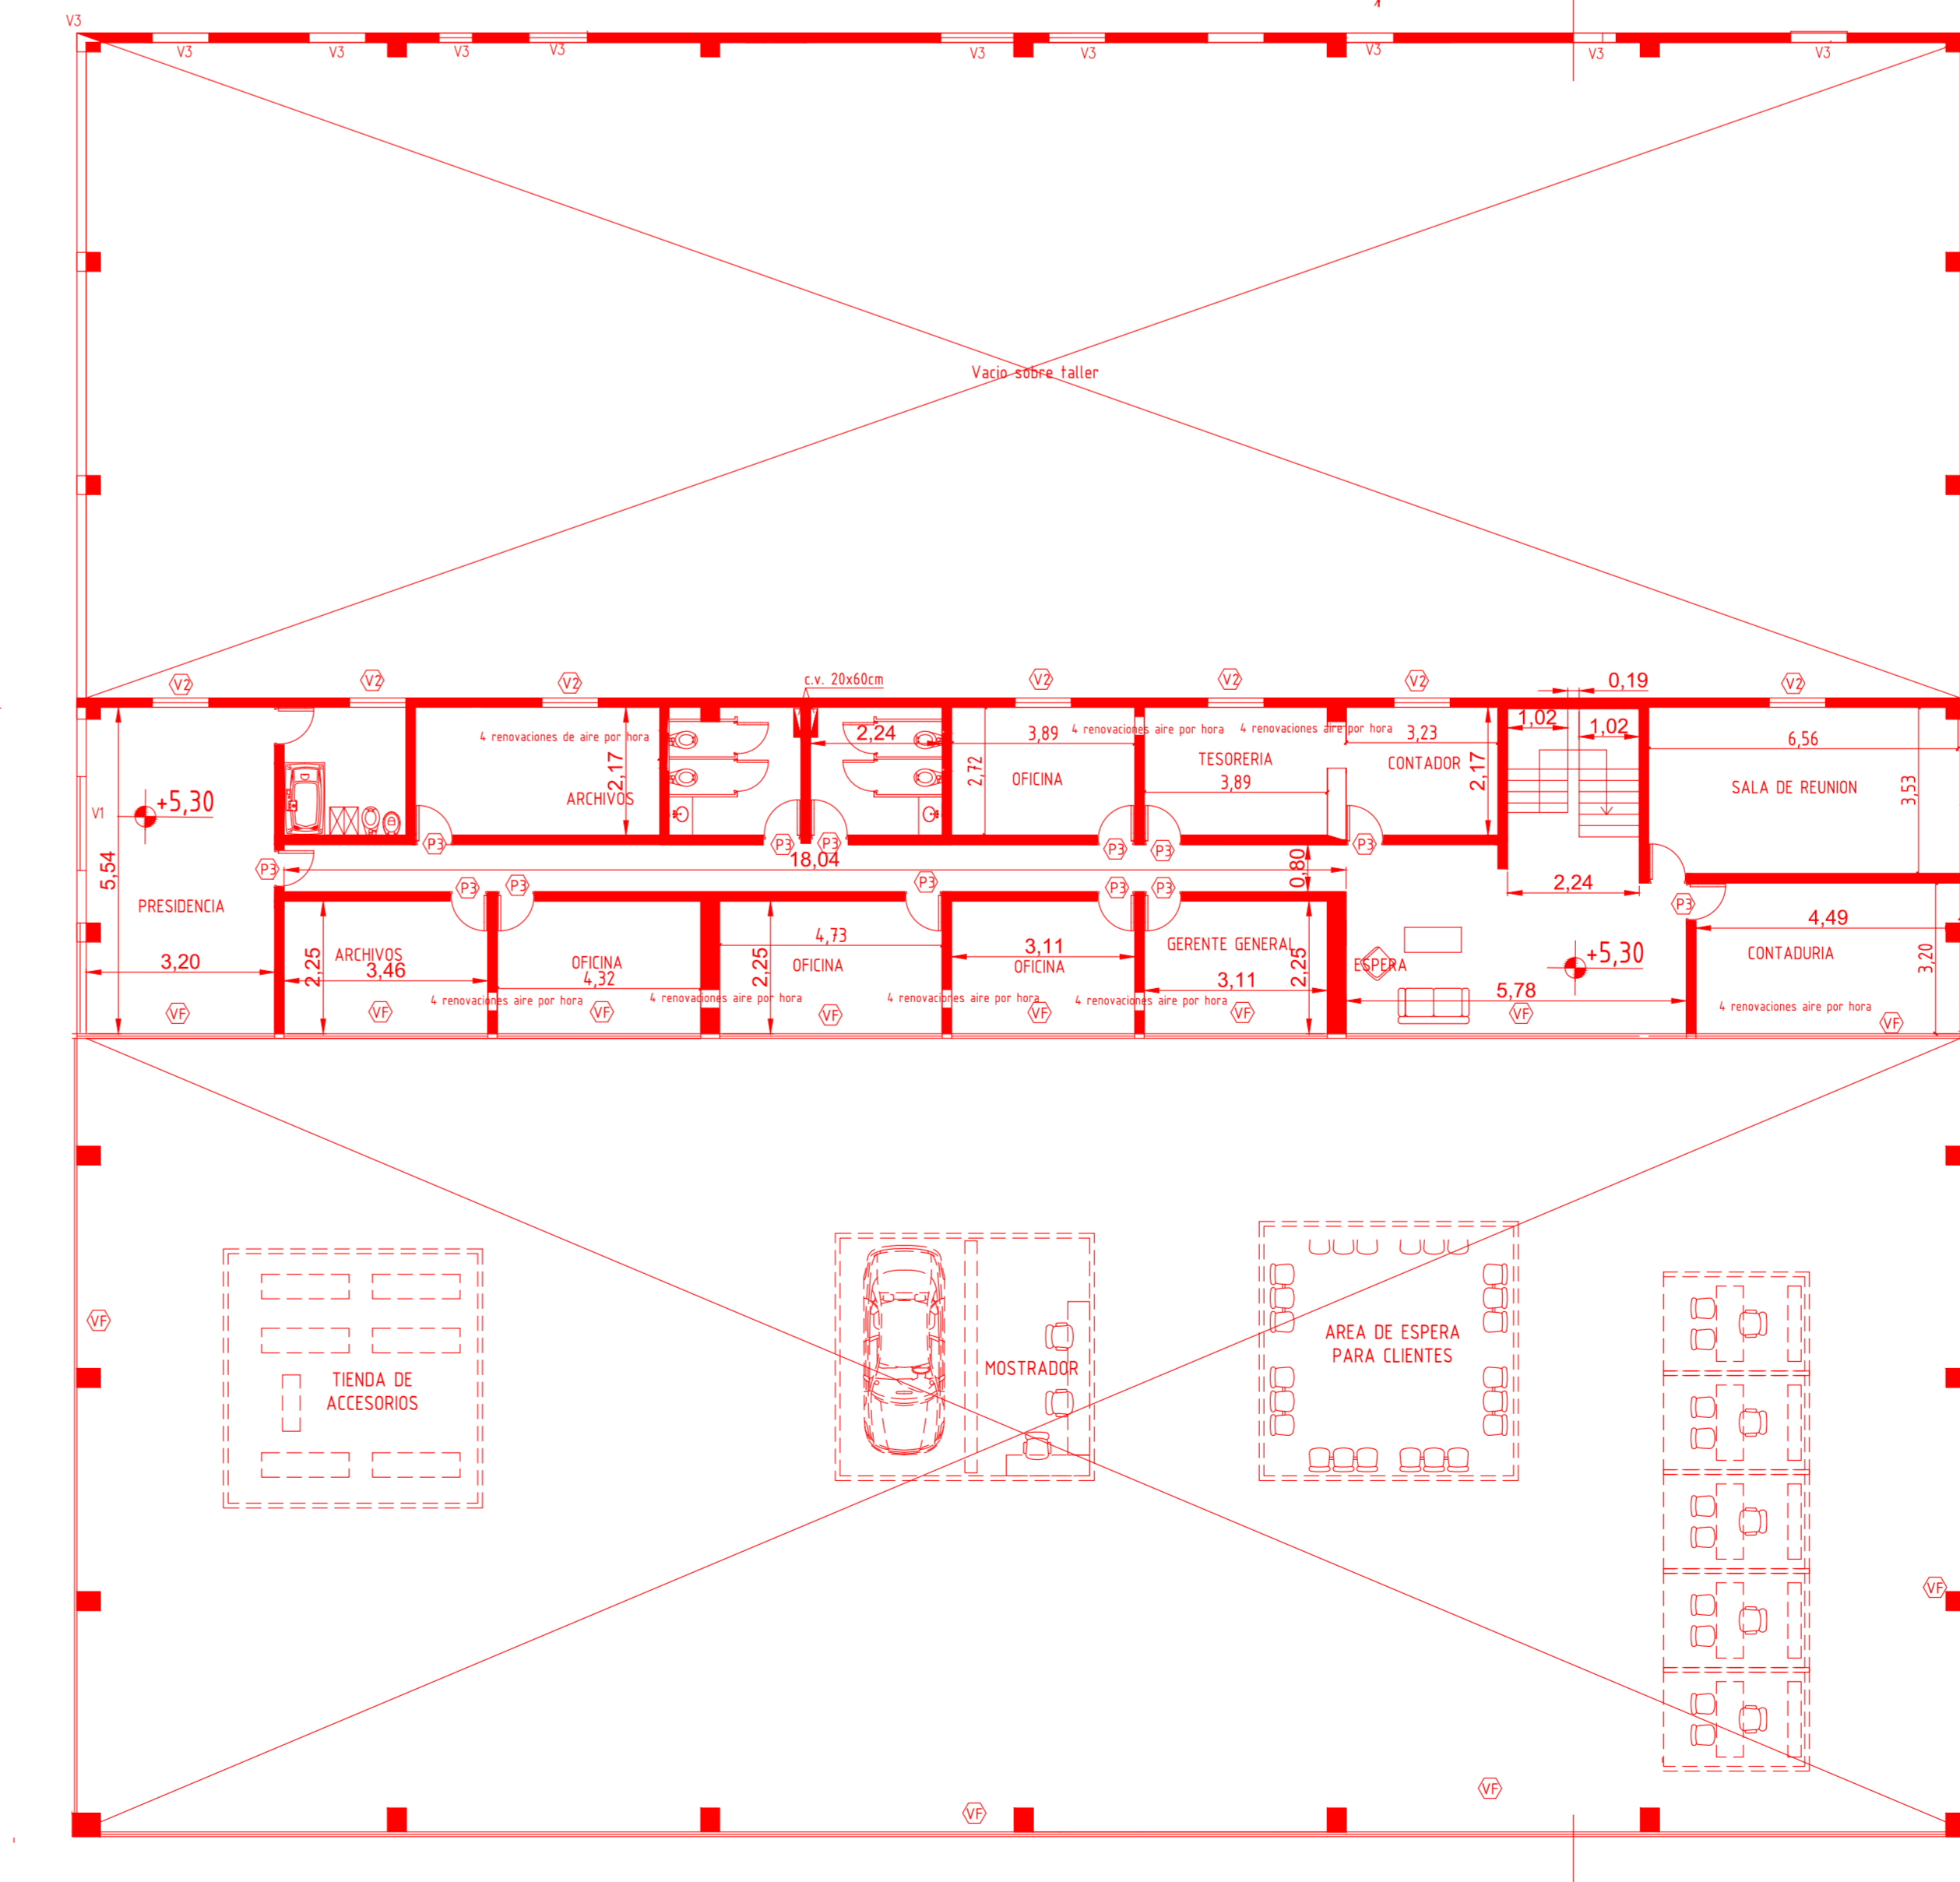 V3
V3
V3
V3
V3
V3
V3
V3
V3
V3
Vacio sobre taller
V2
V2
V2
c.v. 20x60cm
V2
V2
V2
V2
0,19
1,02
1,02
2,24
3,89
4 renovaciones aire por hora
4 renovaciones aire por hora
3,23
6,56
4 renovaciones de aire por hora
2,17
ARCHIVOS
2,72
OFICINA
TESORERIA
3,89
CONTADOR
2,17
SALA DE REUNION
3,53
V1
+5,30
P3
P3
P3
P3
P3
P3
P3
18,04
0,80
2,24
5,54
PRESIDENCIA
3,20
P3
P3
P3
P3
P3
P3
ARCHIVOS
3,46
2,25
OFICINA
4,32
4,73
2,25
OFICINA
3,11
OFICINA
GERENTE GENERAL
3,11
2,25
ESPERA
+5,30
5,78
4,49
CONTADURIA
3,20
4 renovaciones aire por hora
4 renovaciones aire por hora
4 renovaciones aire por hora
4 renovaciones aire por hora
4 renovaciones aire por hora
VF
VF
VF
VF
VF
VF
VF
VF
VF
TIENDA DE
ACCESORIOS
MOSTRADOR
AREA DE ESPERA
PARA CLIENTES
VF
VF
VF